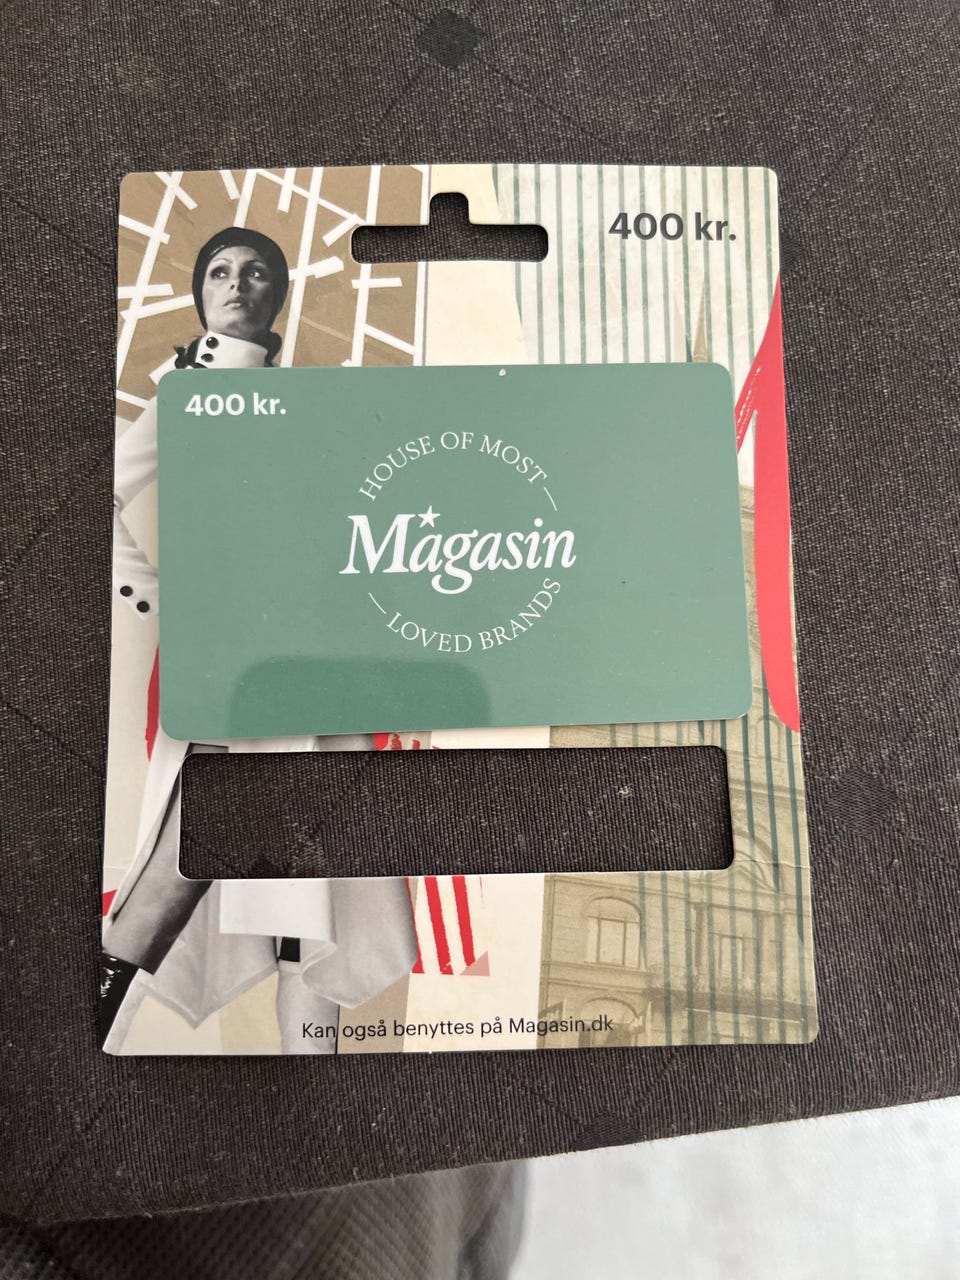 400 kr.
400 kr.
HOUSE OF MOST
Magasin
LOVED BRANDS
Kan også benyttes på Magasin.dk